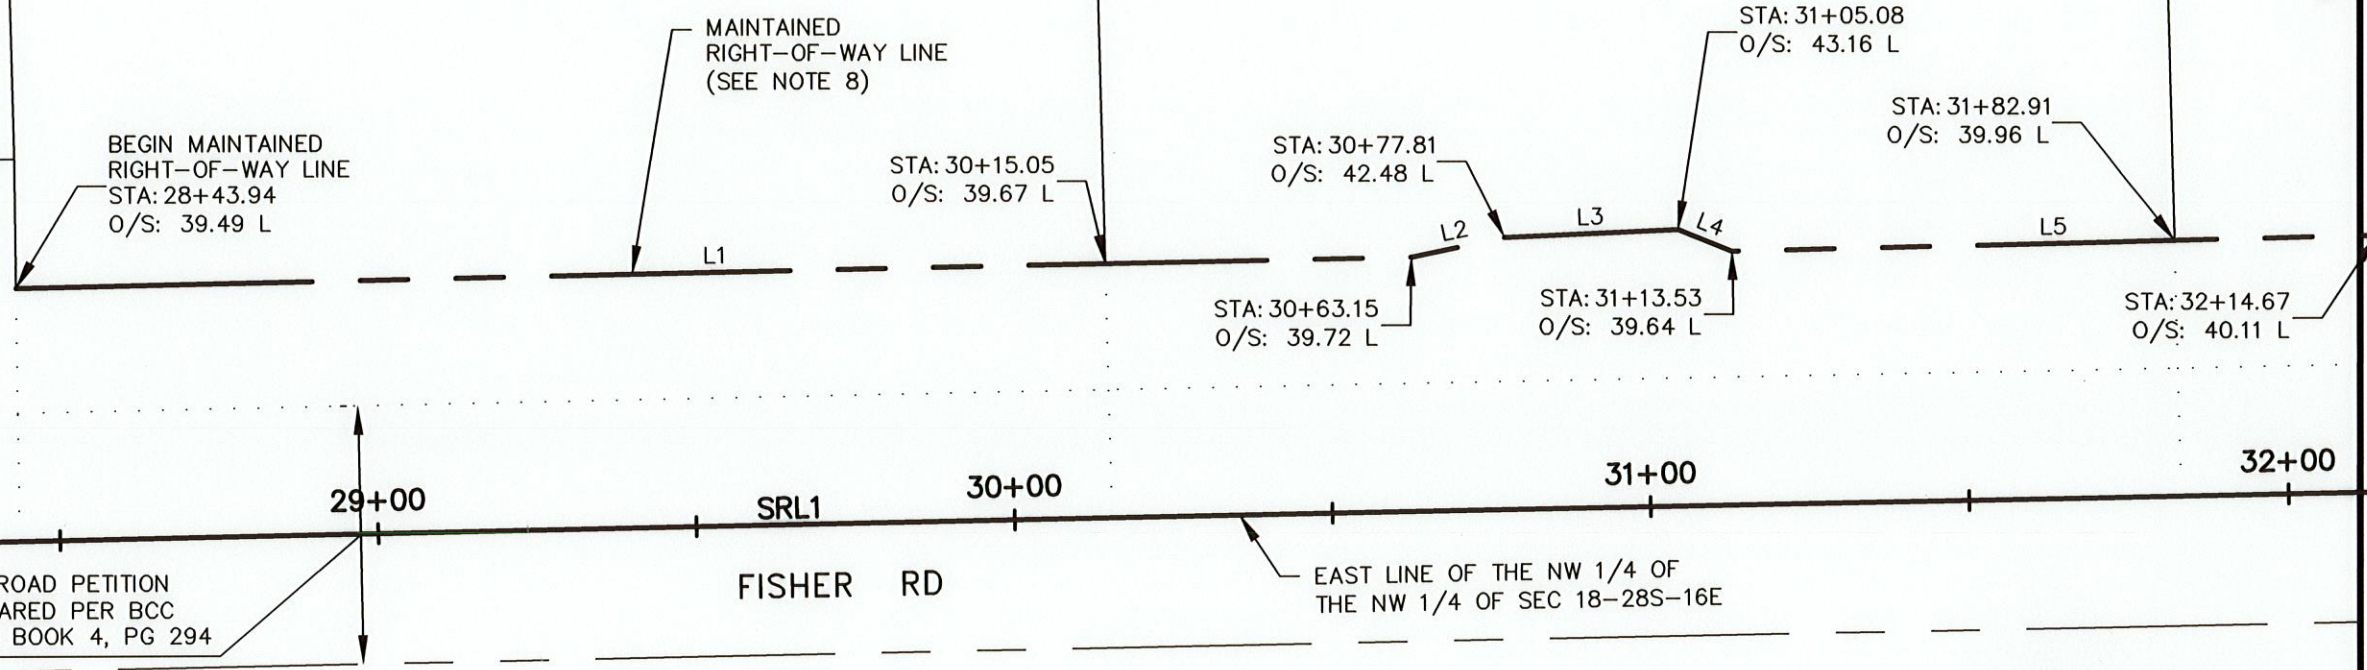 MAINTAINED
RIGHT-OF-WAY LINE
(SEE NOTE 8)
STA: 31+05.08
O/S: 43.16 L
STA: 31+82.91
O/S: 39.96 L
BEGIN MAINTAINED
RIGHT-OF-WAY LINE
STA: 28+43.94
O/S: 39.49 L
STA: 30+15.05
O/S: 39.67 L
STA: 30+77.81
O/S: 42.48 L
L1
L2
L3
L4
L5
STA: 30+63.15
O/S: 39.72 L
STA: 31+13.53
O/S: 39.64 L
STA: 32+14.67
O/S: 40.11 L
29+00
SRL1
30+00
31+00
32+00
FISHER RD
EAST LINE OF THE NW 1/4 OF
THE NW 1/4 OF SEC 18-28S-16E
ROAD PETITION
ARED PER BCC
BOOK 4, PG 294